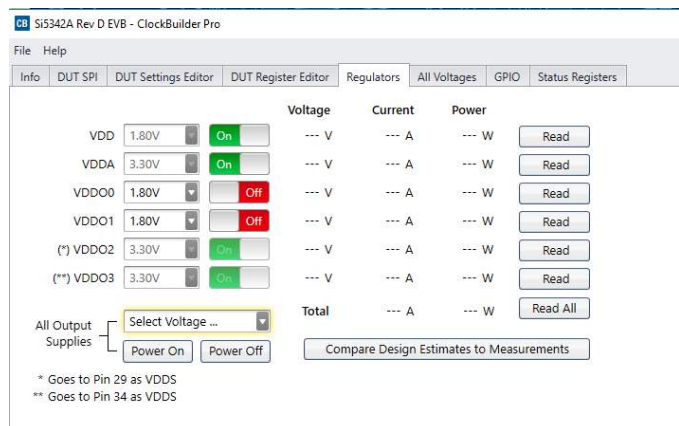 CB Si5342A Rev D EVB - ClockBuilder Pro
File Help
Info DUT SPI DUT Settings Editor DUT Register Editor Regulators All Voltages GPIO Status Registers
Voltage Current Power
VDD 1.80V On --- V --- A --- W Read
VDDA 3.30V On --- V --- A --- W Read
VDDO0 1.80V Off --- V --- A --- W Read
VDDO1 1.80V Off --- V --- A --- W Read
(*) VDDO2 3.30V On --- V --- A --- W Read
(**) VDDO3 3.30V On --- V --- A --- W Read
Total --- A --- W Read All
All Output Supplies Select Voltage ...
Power On Power Off Compare Design Estimates to Measurements
* Goes to Pin 29 as VDDS
** Goes to Pin 34 as VDDS